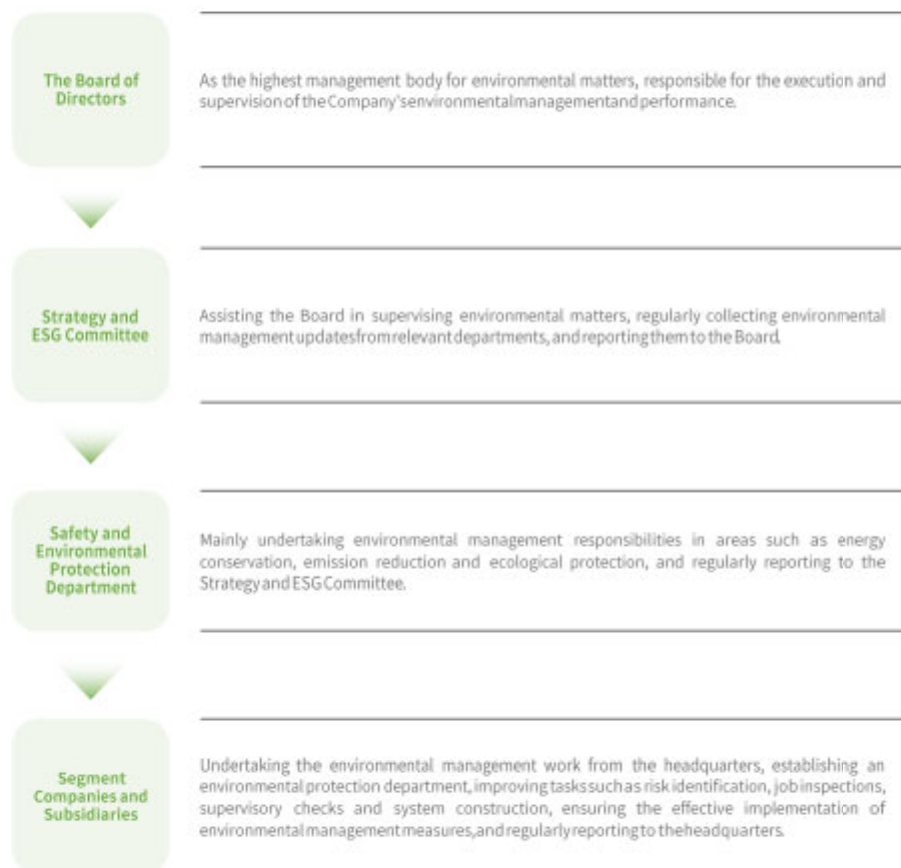 The Board of
Directors
As the highest management body for environmental matters, responsible for the execution and
supervision of the Company's environmental management and performance.
Strategy and
ESG Committee
Assisting the Board in supervising environmental matters, regularly collecting environmental
management updates from relevant departments, and reporting them to the Board.
Safety and
Environmental
Protection
Department
Mainly undertaking environmental management responsibilities in areas such as energy
conservation, emission reduction and ecological protection, and regularly reporting to the
Strategy and ESG Committee.
Segment
Companies and
Subsidiaries
Undertaking the environmental management work from the headquarters, establishing an
environmental protection department, improving tasks such as risk identification, job inspections,
supervisory checks and system construction, ensuring the effective implementation of
environmental management measures, and regularly reporting to the headquarters.